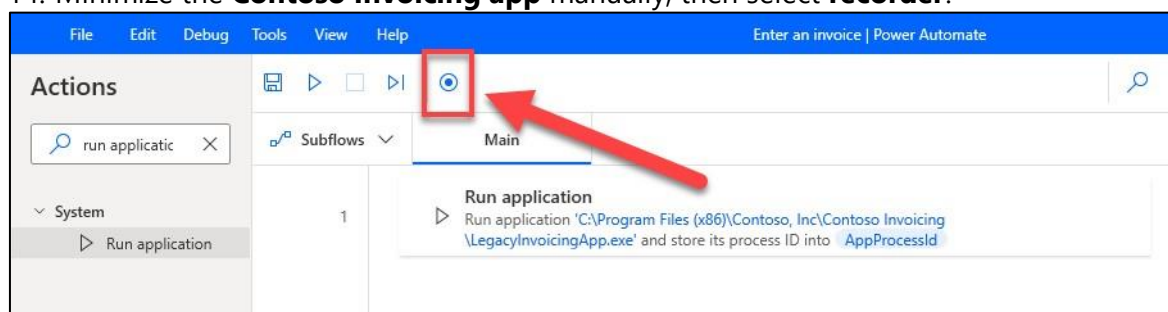 Minimize the Contoso Invoicing app manually, then select recorder.
File Edit Debug Tools View Help Enter an invoice | Power Automate
Actions
run applicatic
Subflows Main
System
Run application
1
Run application
Run application 'C:\Program Files (x86)\Contoso, Inc\Contoso Invoicing
\LegacyInvoicingApp.exe' and store its process ID into AppProcessId